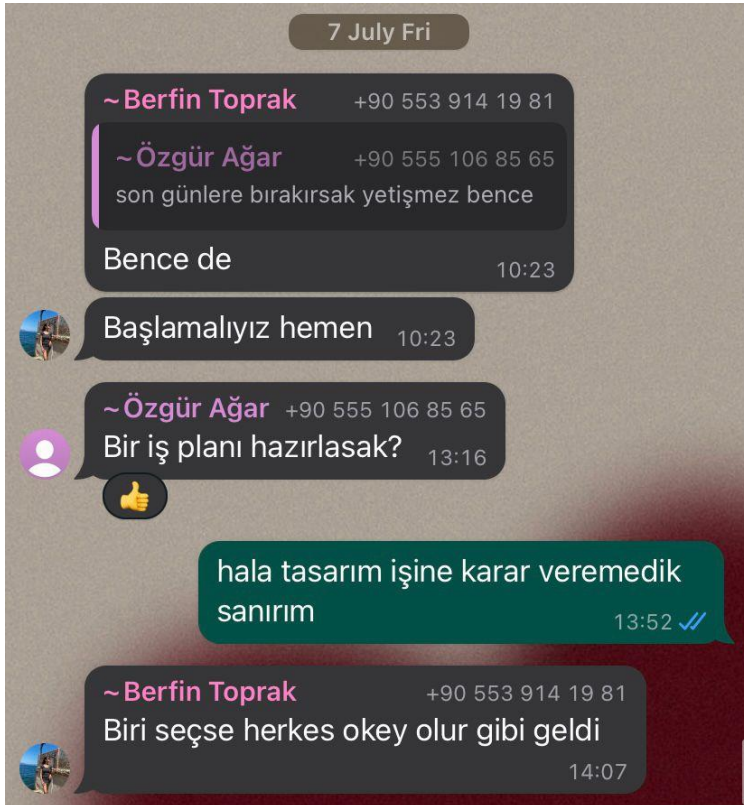 7 July Fri
~Berfin Toprak +90 553 914 19 81
~Özgür Ağar +90 555 106 85 65
son günlere bırakırsak yetişmez bence
Bence de
10:23
Başlamalıyız hemen 10:23
~Özgür Ağar +90 555 106 85 65
Bir iş planı hazırlasak? 13:16
hala tasarım işine karar veremedik
sanırım
13:52
~Berfin Toprak +90 553 914 19 81
Biri seçse herkes okey olur gibi geldi
14:07